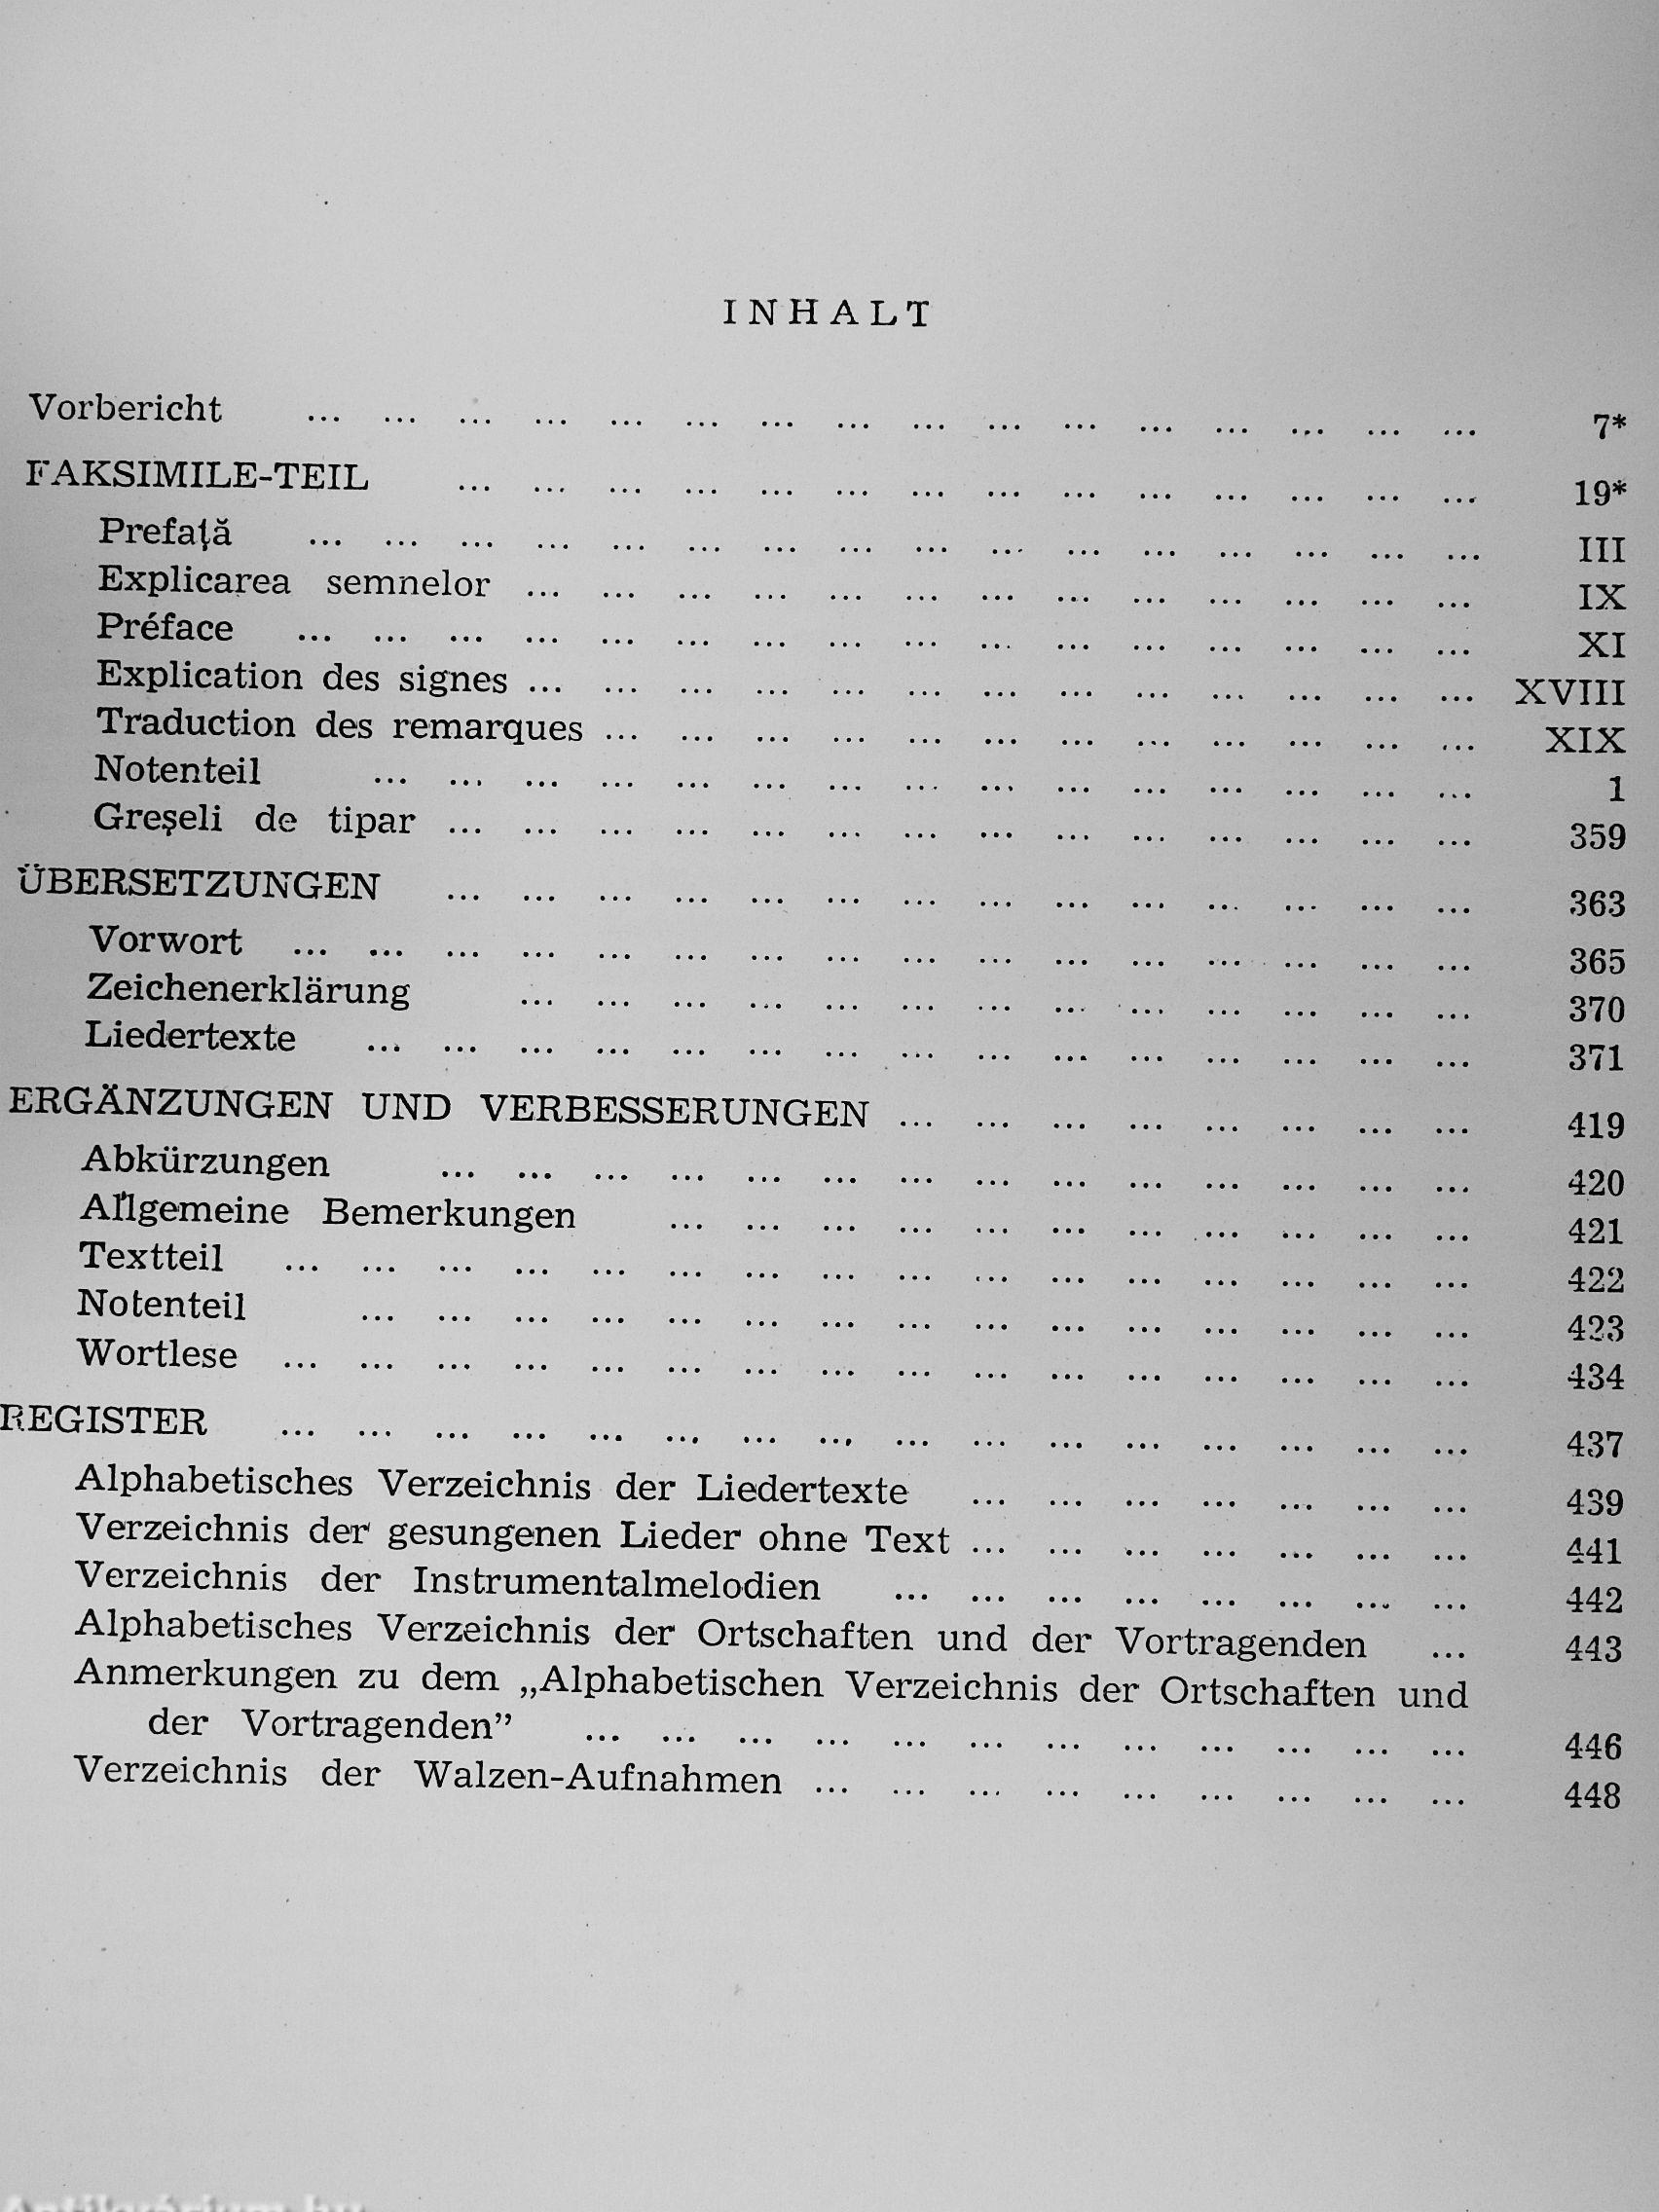 INHALT
Vorbericht ... ... ... ... ... ... ... ... ... ... ... ... ... ... ... ... 7*
FAKSIMILE-TEIL ... ... ... ... ... ... ... ... ... ... ... ... ... ... 19*
Prefaţă ... ... ... ... ... ... ... ... ... ... ... ... ... ... ... ... III
Explicarea semnelor ... ... ... ... ... ... ... ... ... ... ... ... ... IX
Préface ... ... ... ... ... ... ... ... ... ... ... ... ... ... ... ... XI
Explication des signes ... ... ... ... ... ... ... ... ... ... ... ... ... XVIII
Traduction des remarques ... ... ... ... ... ... ... ... ... ... ... ... XIX
Notenteil ... ... ... ... ... ... ... ... ... ... ... ... ... ... ... 1
Greşeli de tipar ... ... ... ... ... ... ... ... ... ... ... ... ... ... 359
ÜBERSETZUNGEN ... ... ... ... ... ... ... ... ... ... ... ... ... ... 363
Vorwort ... ... ... ... ... ... ... ... ... ... ... ... ... ... ... ... 365
Zeichenerklärung ... ... ... ... ... ... ... ... ... ... ... ... ... 370
Liedertexte ... ... ... ... ... ... ... ... ... ... ... ... ... ... ... 371
ERGÄNZUNGEN UND VERBESSERUNGEN ... ... ... ... ... ... ... ... 419
Abkürzungen ... ... ... ... ... ... ... ... ... ... ... ... ... ... 420
Allgemeine Bemerkungen ... ... ... ... ... ... ... ... ... ... ... 421
Textteil ... ... ... ... ... ... ... ... ... ... ... ... ... ... ... ... 422
Notenteil ... ... ... ... ... ... ... ... ... ... ... ... ... ... ... 423
Wortlese ... ... ... ... ... ... ... ... ... ... ... ... ... ... ... ... 434
REGISTER ... ... ... ... ... ... ... ... ... ... ... ... ... ... ... ... 437
Alphabetisches Verzeichnis der Liedertexte ... ... ... ... ... ... ... 439
Verzeichnis der gesungenen Lieder ohne Text ... ... ... ... ... ... ... 441
Verzeichnis der Instrumentalmelodien ... ... ... ... ... ... ... ... 442
Alphabetisches Verzeichnis der Ortschaften und der Vortragenden ... 443
Anmerkungen zu dem „Alphabetischen Verzeichnis der Ortschaften und
der Vortragenden” ... ... ... ... ... ... ... ... ... ... ... ... 446
Verzeichnis der Walzen-Aufnahmen ... ... ... ... ... ... ... ... ... 448